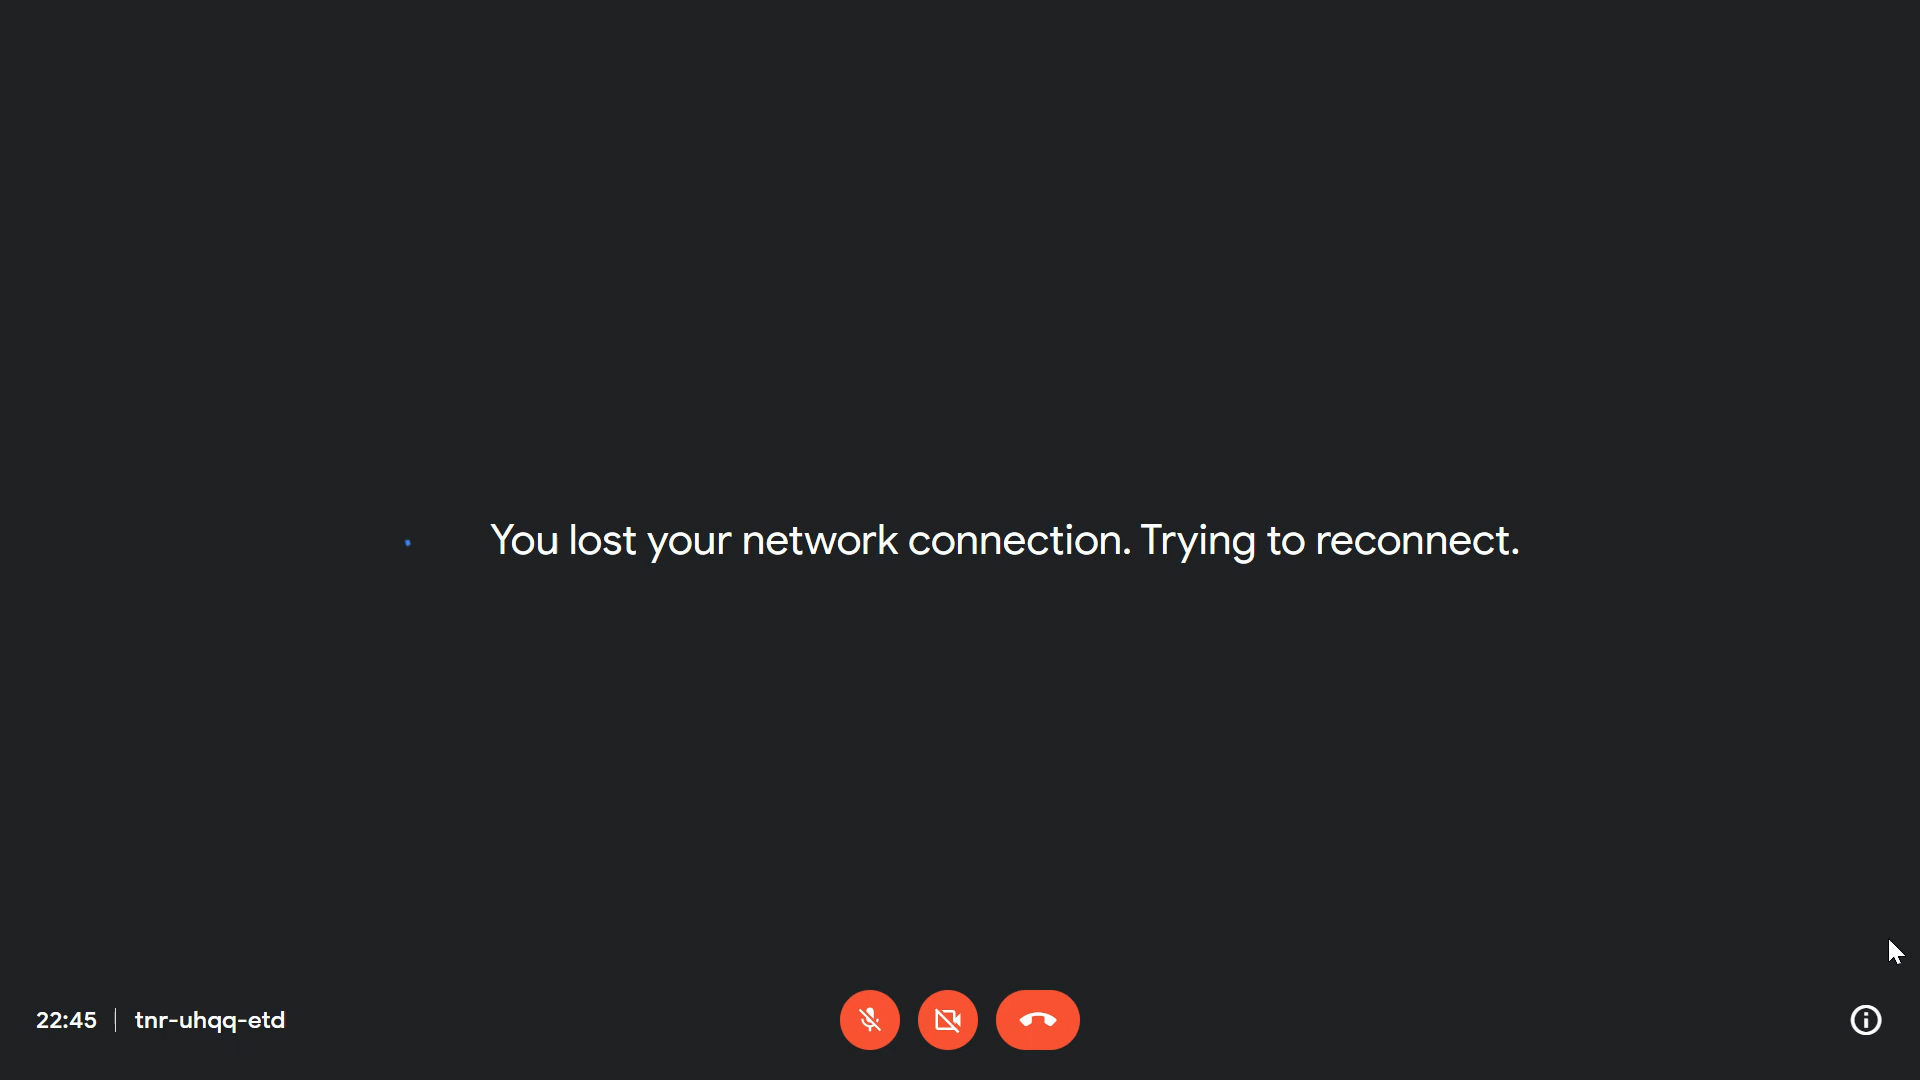 You lost your network connection. Trying to reconnect.
22:45 | tnr-uhqq-etd